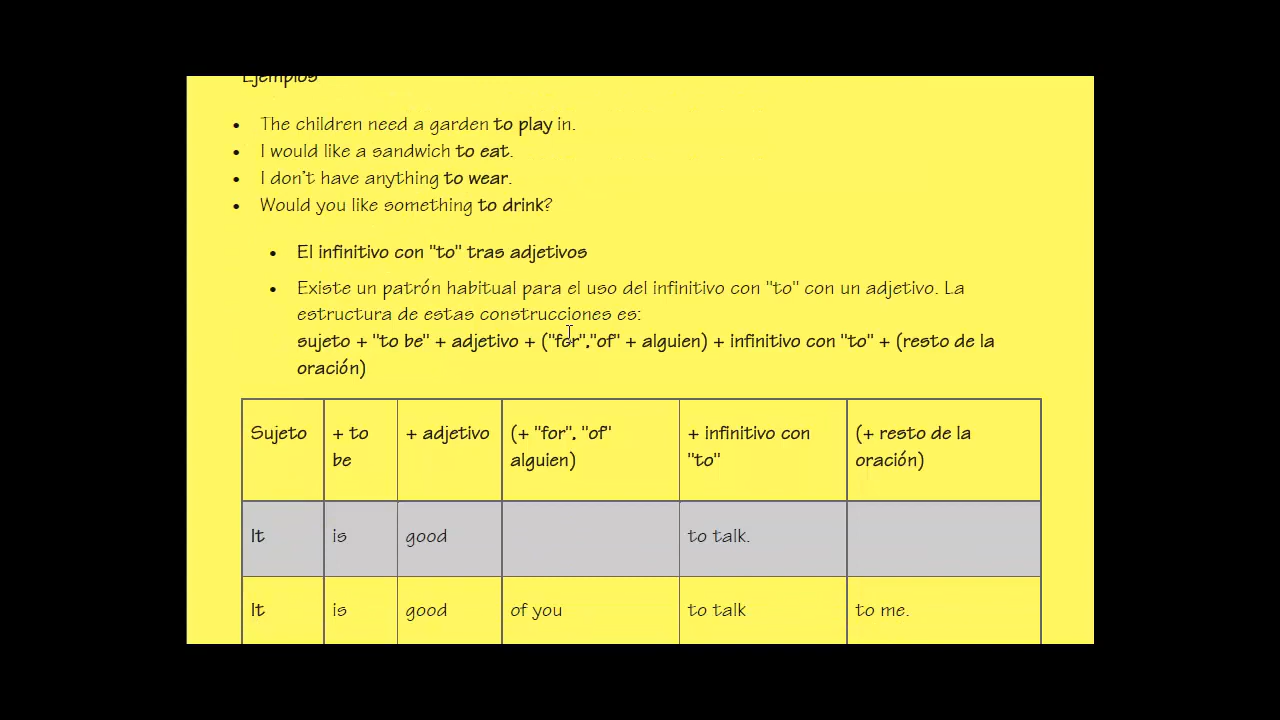 Ejemplos
• The children need a garden to play in.
• I would like a sandwich to eat.
• I don't have anything to wear.
• Would you like something to drink?
• El infinitivo con "to" tras adjetivos
• Existe un patrón habitual para el uso del infinitivo con "to" con un adjetivo. La
estructura de estas construcciones es:
sujeto + "to be" + adjetivo + ("for","of" + alguien) + infinitivo con "to" + (resto de la
oración)
Sujeto + to be + adjetivo (+ "for", "of" alguien) + infinitivo con "to" (+ resto de la oración)
It is good to talk.
It is good of you to talk to me.